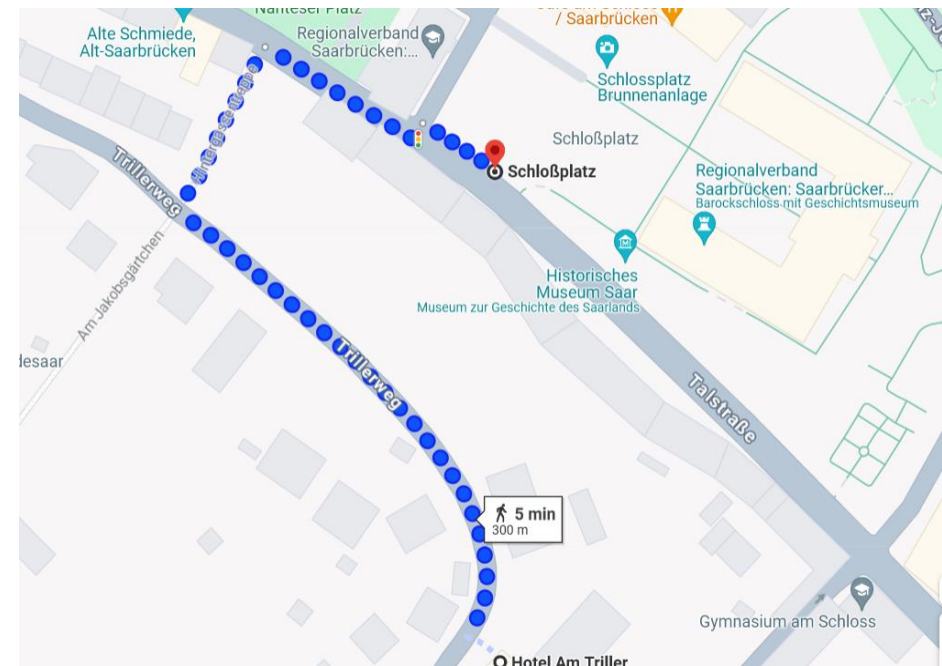 Nanteser Platz
/ Saarbrücken
Alte Schmiede,
Alt-Saarbrücken
Regionalverband
Saarbrücken:...
Schlossplatz
Brunnenanlage
Schloßplatz
Schloßplatz
Trillerweg
Regionalverband
Saarbrücken: Saarbrücker...
Barockschloss mit Geschichtsmuseum
Am Jakobsgärtchen
Historisches
Museum Saar
Museum zur Geschichte des Saarlands
lesaar
Trillerweg
Talstraße
5 min
300 m
Gymnasium am Schloss
Hotel Am Triller